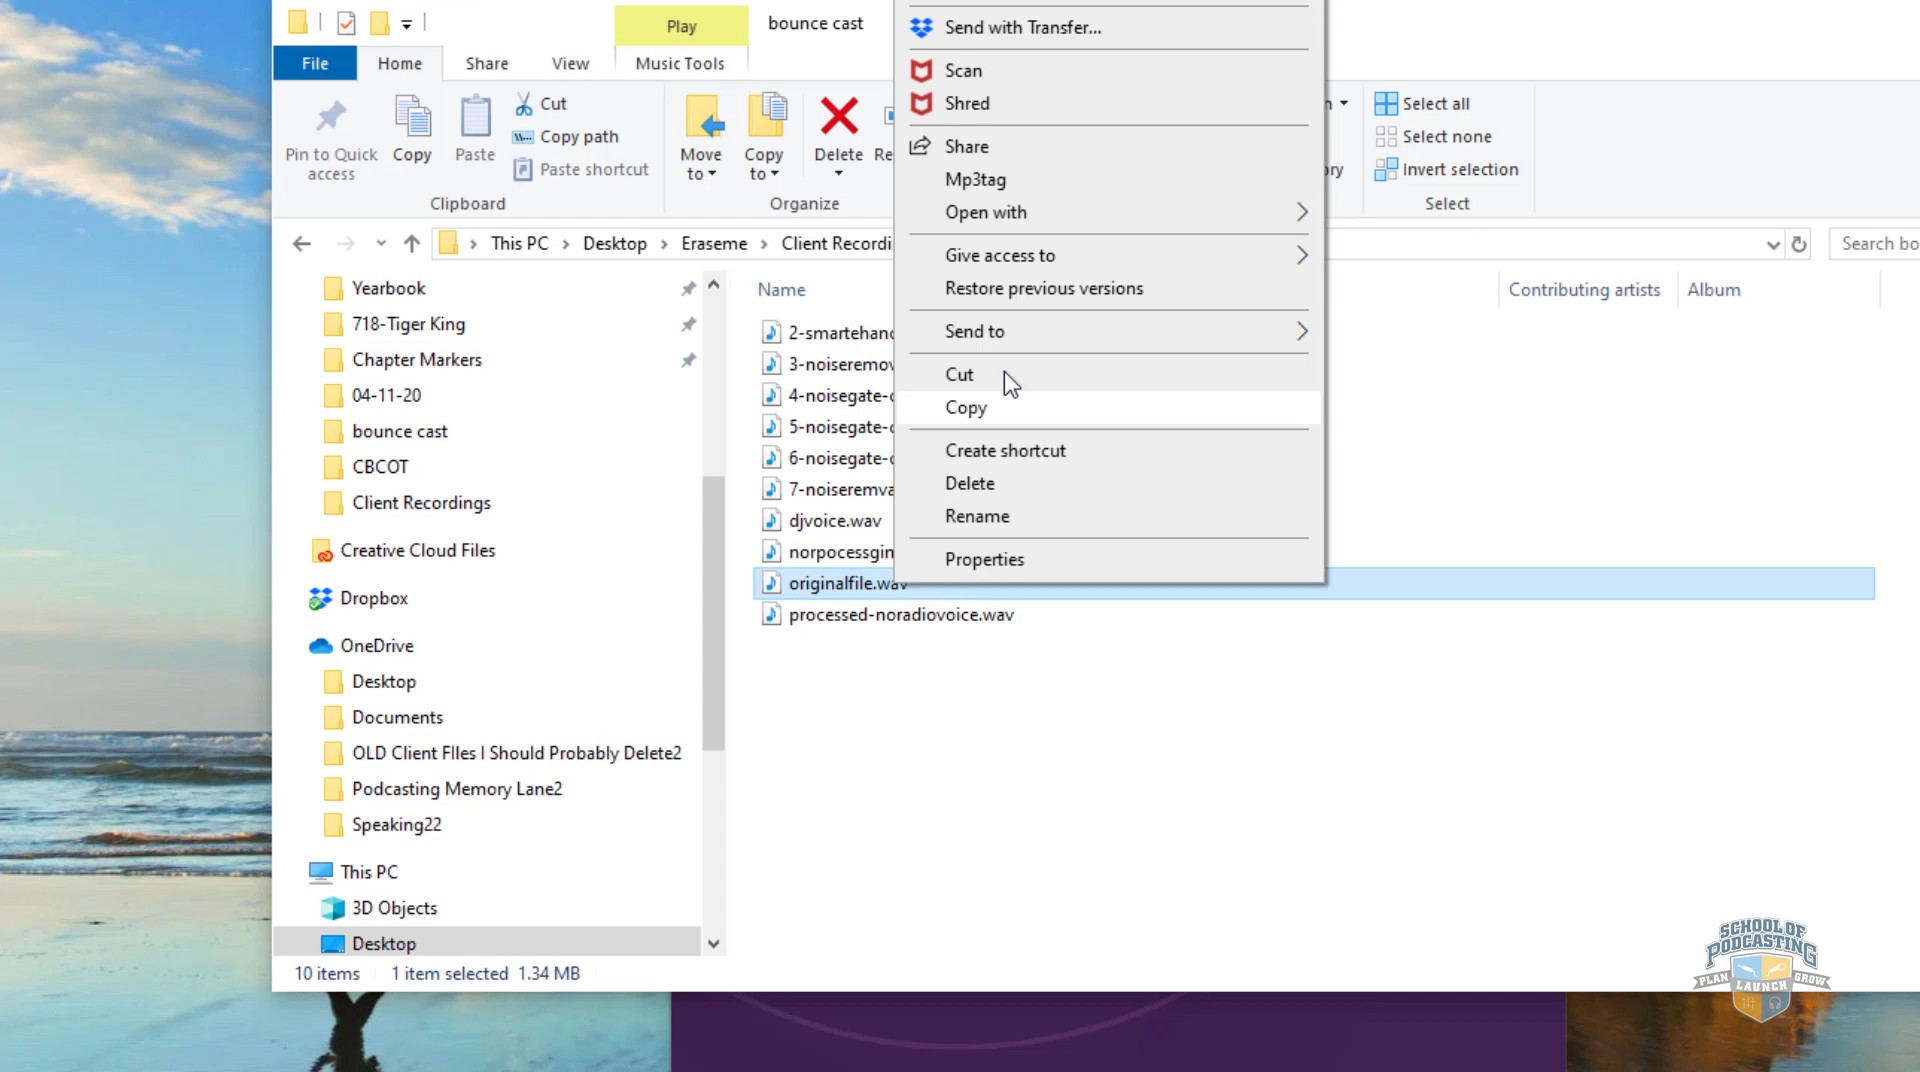 Play
bounce cast
File
Home
Share
View
Music Tools
Pin to Quick
access
Copy
Paste
Cut
Copy path
Paste shortcut
Clipboard
Move
to
Copy
to
Delete
Organize
Select all
Select none
Invert selection
Select
This PC
Desktop
Eraseme
Search
Name
Contributing artists
Album
Yearbook
718-Tiger King
Chapter Markers
04-11-20
bounce cast
CBCOT
Client Recordings
Creative Cloud Files
Dropbox
OneDrive
Desktop
Documents
OLD Client FIles I Should Probably Delete2
Podcasting Memory Lane2
Speaking22
This PC
3D Objects
Desktop
10 items
1 item selected 1.34 MB
2-smartehand
3-noiseremov
4-noisegate-
5-noisegate-
6-noisegate-
7-noiseremva
djvoice.wav
norpocessgin
originalfile.wav
processed-noradiovoice.wav
Send with Transfer...
Scan
Shred
Share
Mp3tag
Open with
Give access to
Restore previous versions
Send to
Cut
Copy
Create shortcut
Delete
Rename
Properties
SCHOOL OF
PODCASTING
PLAN LAUNCH GROW